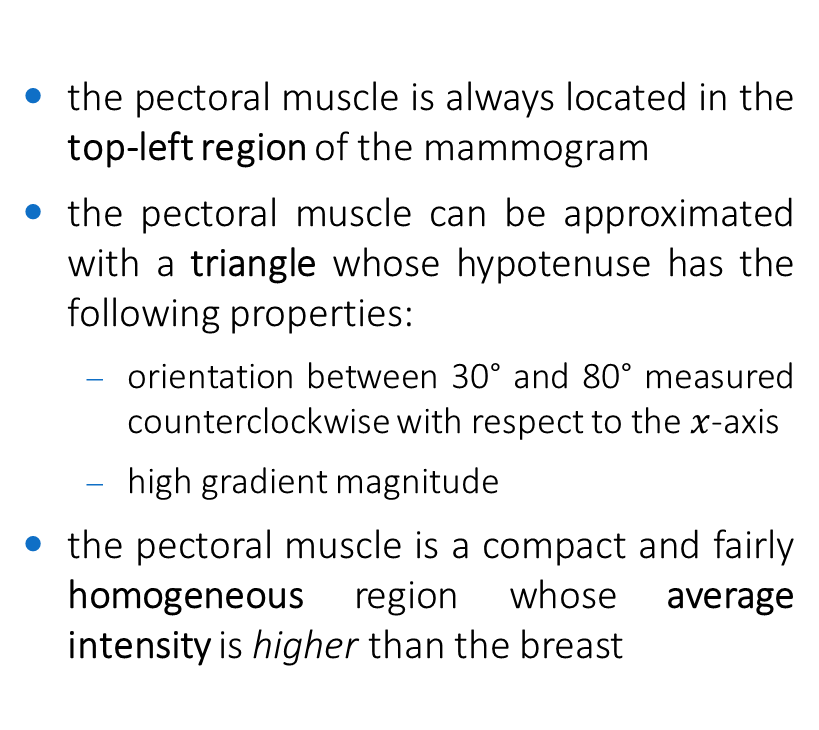 • the pectoral muscle is always located in the
top-left region of the mammogram
• the pectoral muscle can be approximated
with a triangle whose hypotenuse has the
following properties:
– orientation between 30° and 80° measured
counterclockwise with respect to the x-axis
– high gradient magnitude
• the pectoral muscle is a compact and fairly
homogeneous region whose average
intensity is higher than the breast